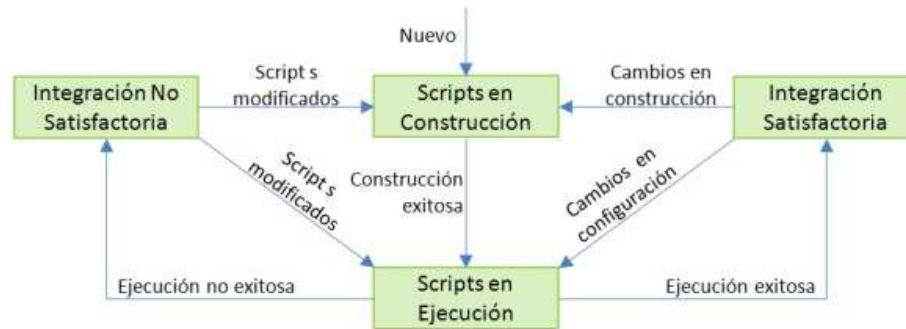 Nuevo
Script s
modificados
Cambios en
construcción
Integración No
Satisfactoria
Scripts en
Construcción
Integración
Satisfactoria
Script s
modificados
Construcción
exitosa
Cambios en
configuración
Ejecución no exitosa
Scripts en
Ejecución
Ejecución exitosa